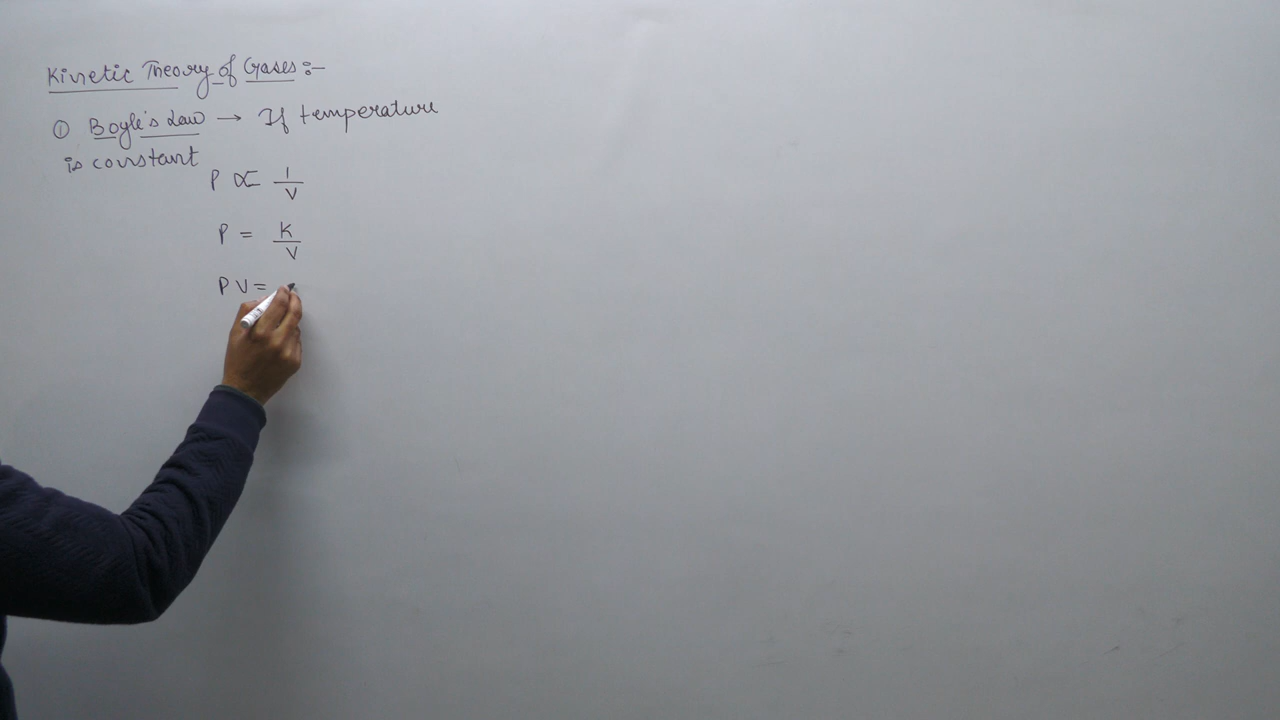 Kinetic Theory of Gases :-
① Boyle's Law → If temperature
is constant
P ∝ 1/V
P = K/V
PV =